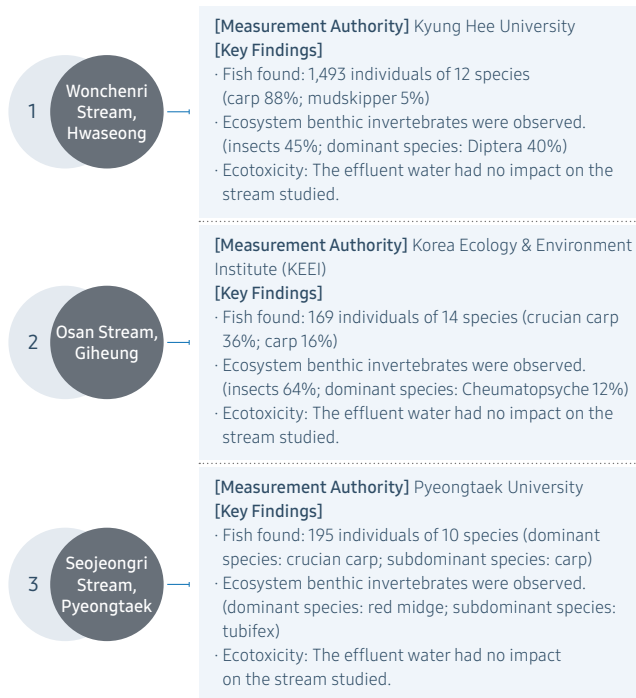 1
Wonchenri
Stream,
Hwaseong
[Measurement Authority] Kyung Hee University
[Key Findings]
· Fish found: 1,493 individuals of 12 species
(carp 88%; mudskipper 5%)
· Ecosystem benthic invertebrates were observed.
(insects 45%; dominant species: Diptera 40%)
· Ecotoxicity: The effluent water had no impact on the
stream studied.
2
Osan Stream,
Giheung
[Measurement Authority] Korea Ecology & Environment
Institute (KEEI)
[Key Findings]
· Fish found: 169 individuals of 14 species (crucian carp
36%; carp 16%)
· Ecosystem benthic invertebrates were observed.
(insects 64%; dominant species: Cheumatopsyche 12%)
· Ecotoxicity: The effluent water had no impact on the
stream studied.
3
Seojeongri
Stream,
Pyeongtaek
[Measurement Authority] Pyeongtaek University
[Key Findings]
· Fish found: 195 individuals of 10 species (dominant
species: crucian carp; subdominant species: carp)
· Ecosystem benthic invertebrates were observed.
(dominant species: red midge; subdominant species:
tubifex)
· Ecotoxicity: The effluent water had no impact
on the stream studied.